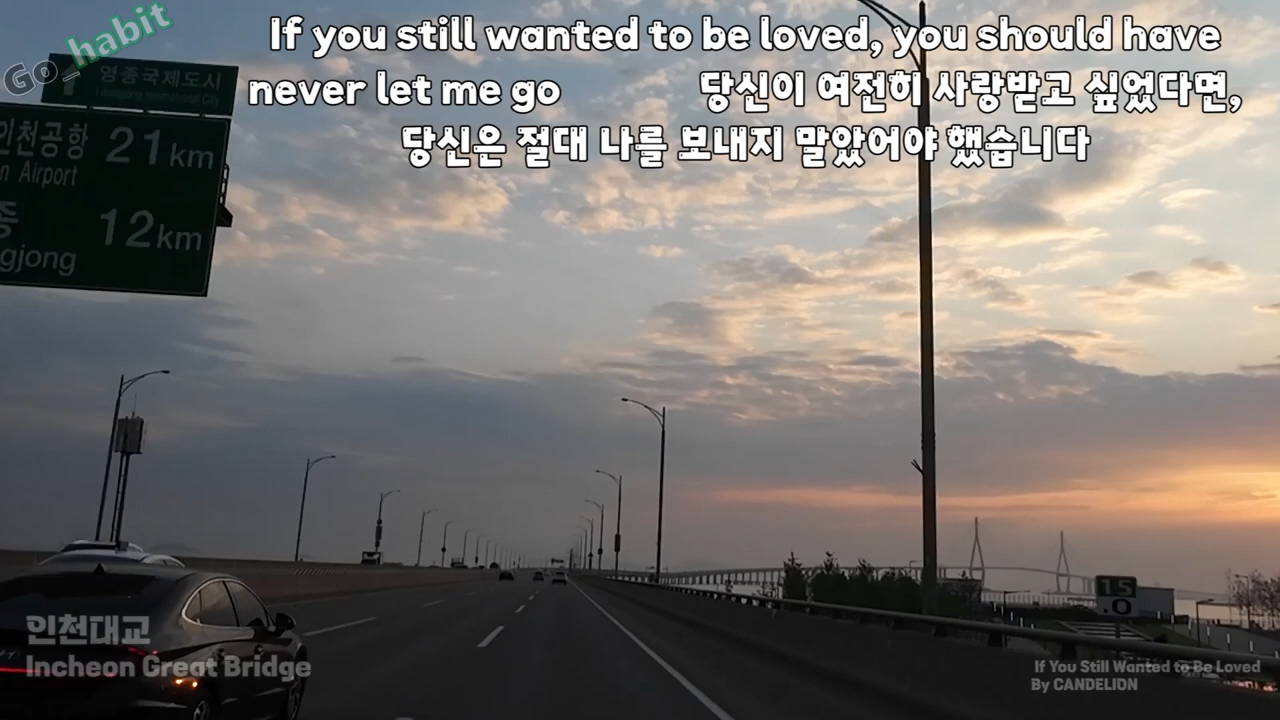 Go_habit
If you still wanted to be loved, you should have
never let me go 당신이 여전히 사랑받고 싶었다면,
당신은 절대 나를 보내지 말았어야 했습니다
영종국제도시
인천공항 21km
n Airport
종 12km
gjong
15
.0
인천대교
Incheon Great Bridge
If You Still Wanted to Be Loved
By CANDELION